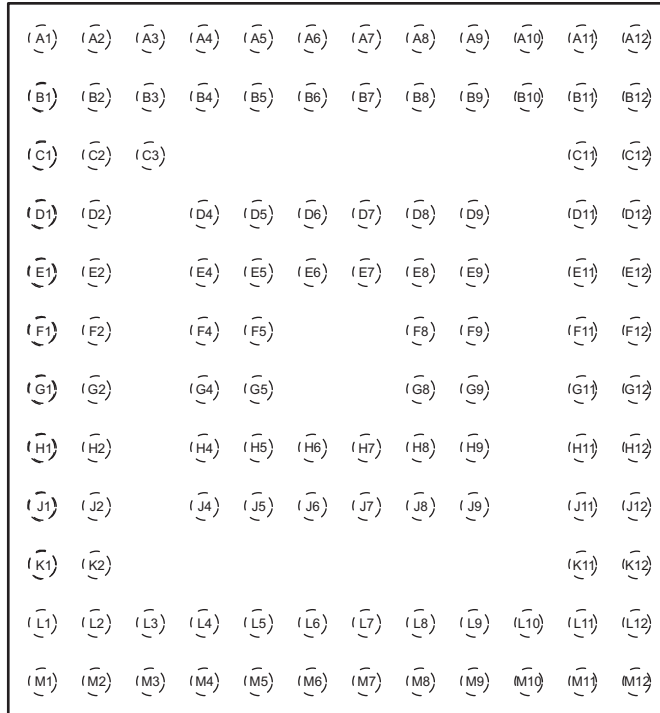 A1 A2 A3 A4 A5 A6 A7 A8 A9 A10 A11 A12
B1 B2 B3 B4 B5 B6 B7 B8 B9 B10 B11 B12
C1 C2 C3 C11 C12
D1 D2 D4 D5 D6 D7 D8 D9 D11 D12
E1 E2 E4 E5 E6 E7 E8 E9 E11 E12
F1 F2 F4 F5 F8 F9 F11 F12
G1 G2 G4 G5 G8 G9 G11 G12
H1 H2 H4 H5 H6 H7 H8 H9 H11 H12
J1 J2 J4 J5 J6 J7 J8 J9 J11 J12
K1 K2 K11 K12
L1 L2 L3 L4 L5 L6 L7 L8 L9 L10 L11 L12
M1 M2 M3 M4 M5 M6 M7 M8 M9 M10 M11 M12